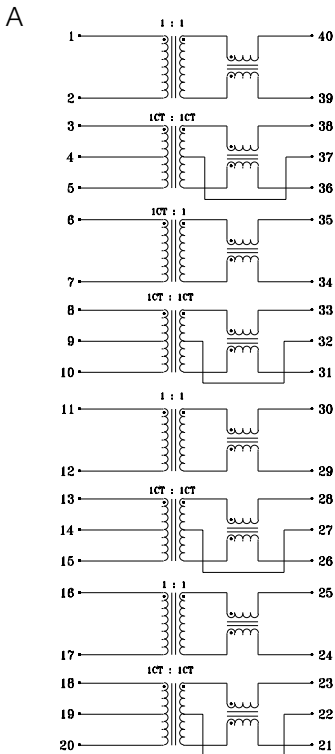 A
1 : 1
1 40
2 39
1CT : 1CT
3 38
4 37
5 36
1CT : 1
6 35
7 34
1CT : 1CT
8 33
9 32
10 31
1 : 1
11 30
12 29
1CT : 1CT
13 28
14 27
15 26
1 : 1
16 25
17 24
1CT : 1CT
18 23
19 22
20 21